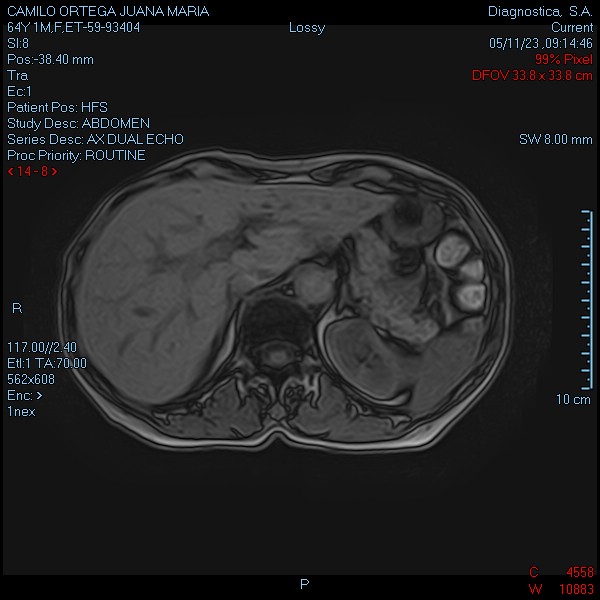 CAMILO ORTEGA JUANA MARIA
64Y 1M,F,ET-59-93404
Sl:8
Pos:-38.40 mm
Tra
Ec:1
Patient Pos: HFS
Study Desc: ABDOMEN
Series Desc: AX DUAL ECHO
Proc Priority: ROUTINE
< 14 - 8 >
Lossy
Diagnostica, S.A.
Current
05/11/23 ,09:14:46
99% Pixel
DFOV 33.8 x 33.8 cm
SW 8.00 mm
R
117.00//2.40
Etl:1 TA:70.00
562x608
Enc: >
1nex
10 cm
P
C 4558
W 10883